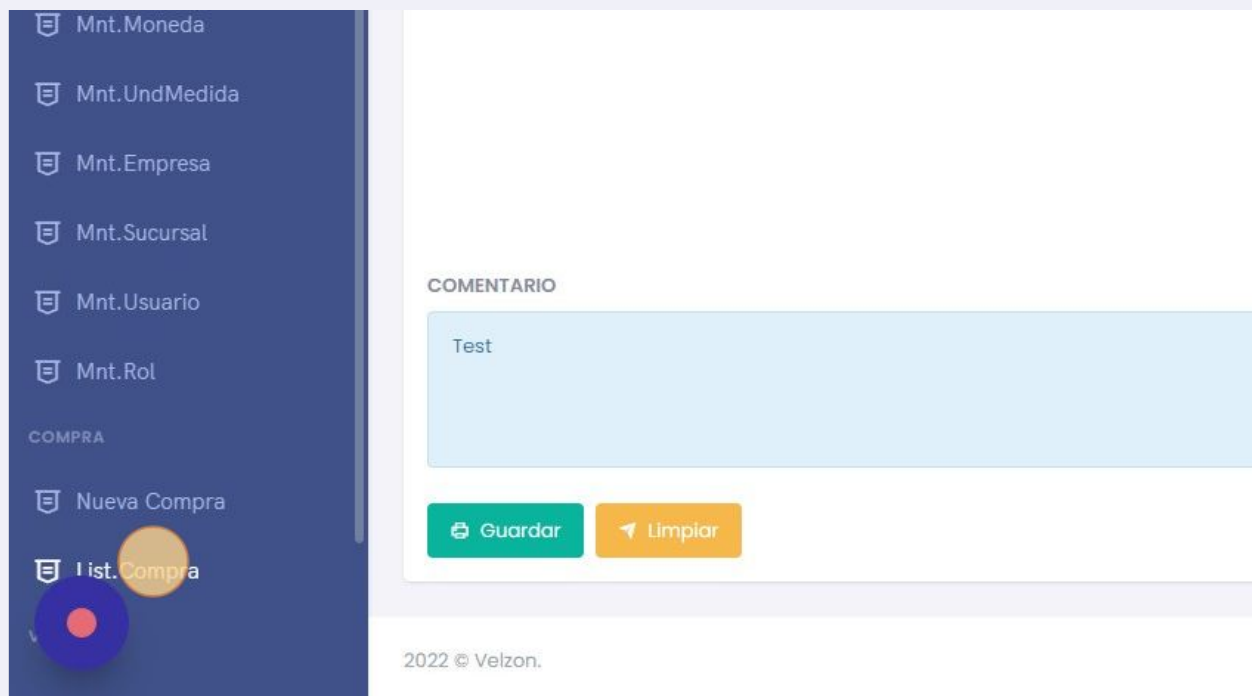 Mnt.Moneda
Mnt.UndMedida
Mnt.Empresa
Mnt.Sucursal
Mnt.Usuario
Mnt.Rol
COMPRA
Nueva Compra
List.Compra
COMENTARIO
Test
Guardar
Limpiar
2022 © Velzon.